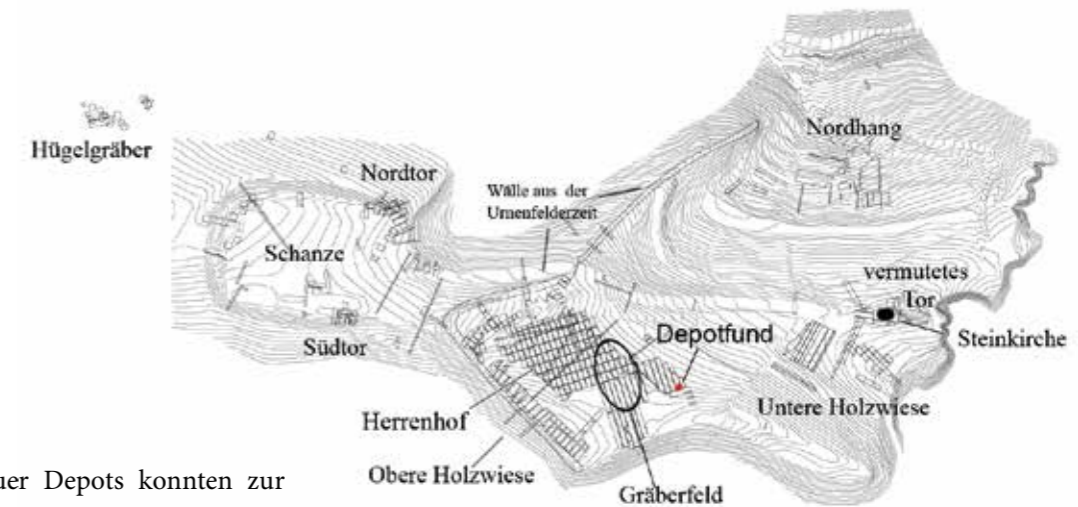 Hügelgräber
Nordtor
Nordhang
Wälle aus der
Urnenfelderzeit
Schanze
vermutetes
Tor
Südtor
Depotfund
Steinkirche
Herrenhof
Untere Holzwiese
Obere Holzwiese
Gräberfeld
Depots konnten zur